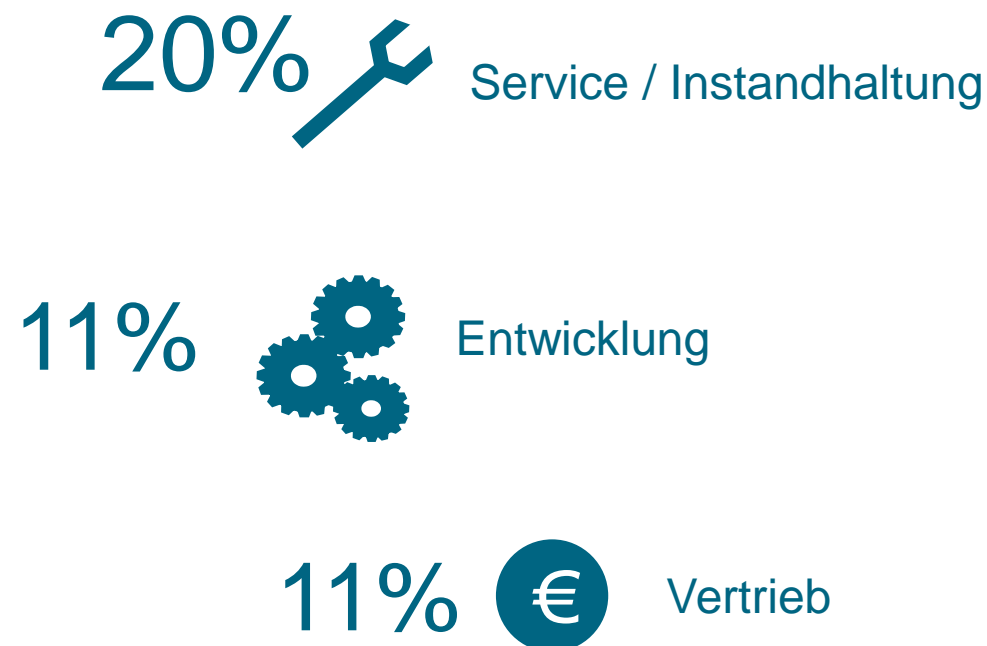 20% Service / Instandhaltung
11% Entwicklung
11% € Vertrieb